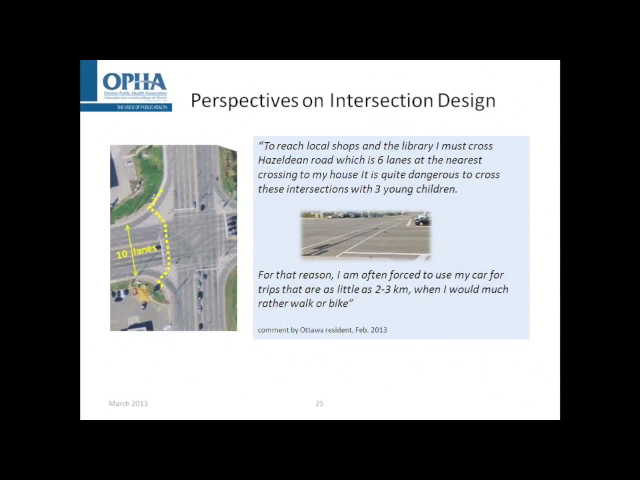 OPHA
Ontario Public Health Association
THE VOICE OF PUBLIC HEALTH
Perspectives on Intersection Design
10 lanes
“To reach local shops and the library I must cross
Hazeldean road which is 6 lanes at the nearest
crossing to my house It is quite dangerous to cross
these intersections with 3 young children.
For that reason, I am often forced to use my car for
trips that are as little as 2-3 km, when I would much
rather walk or bike”
comment by Ottawa resident, Feb. 2013
March 2013
25